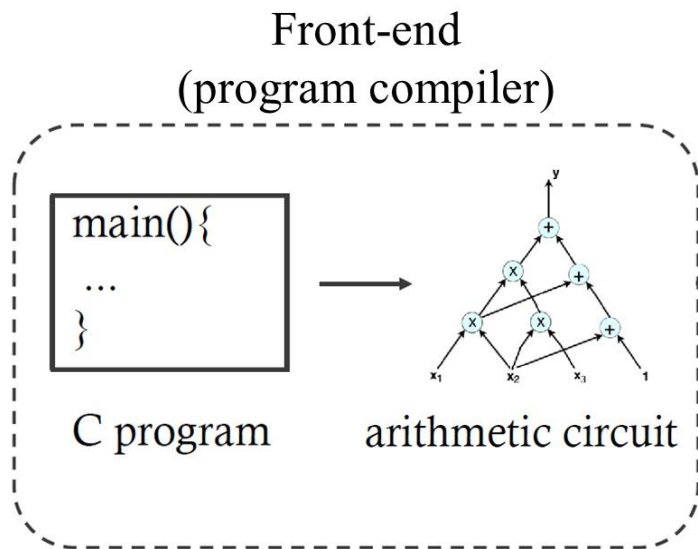 Front-end
(program compiler)
main(){
...
}
y
+
x
+
x
x
+
x₁
x₂
x₃
1
C program
arithmetic circuit